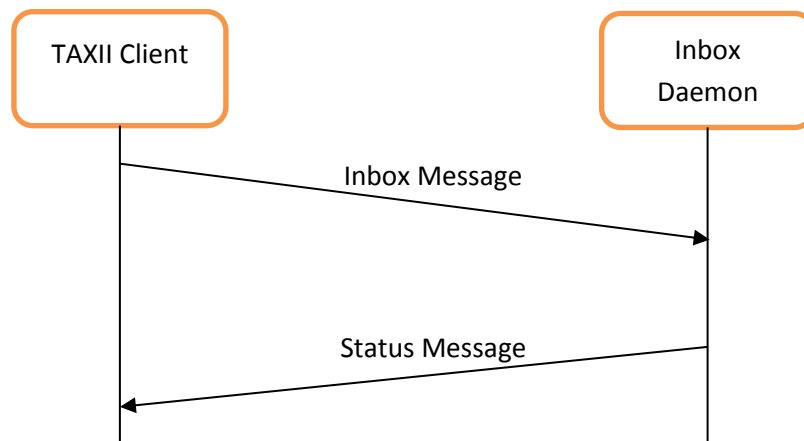 TAXII Client
Inbox
Daemon
Inbox Message
Status Message